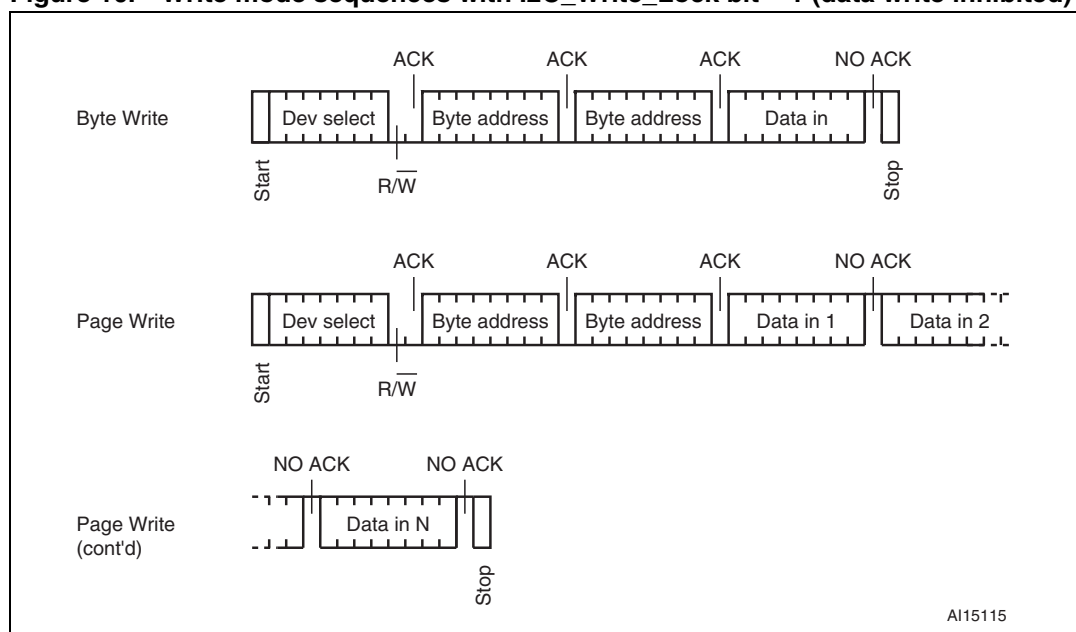 Figure Write mode sequences with I2C_Write_Lock bit = 1 (data write inhibited)
ACK ACK ACK NO ACK
Byte Write Dev select Byte address Byte address Data in
Start R/W̅ Stop
ACK ACK ACK NO ACK
Page Write Dev select Byte address Byte address Data in 1 Data in 2
Start R/W̅
NO ACK NO ACK
Page Write Data in N
(cont'd)
Stop
AI15115